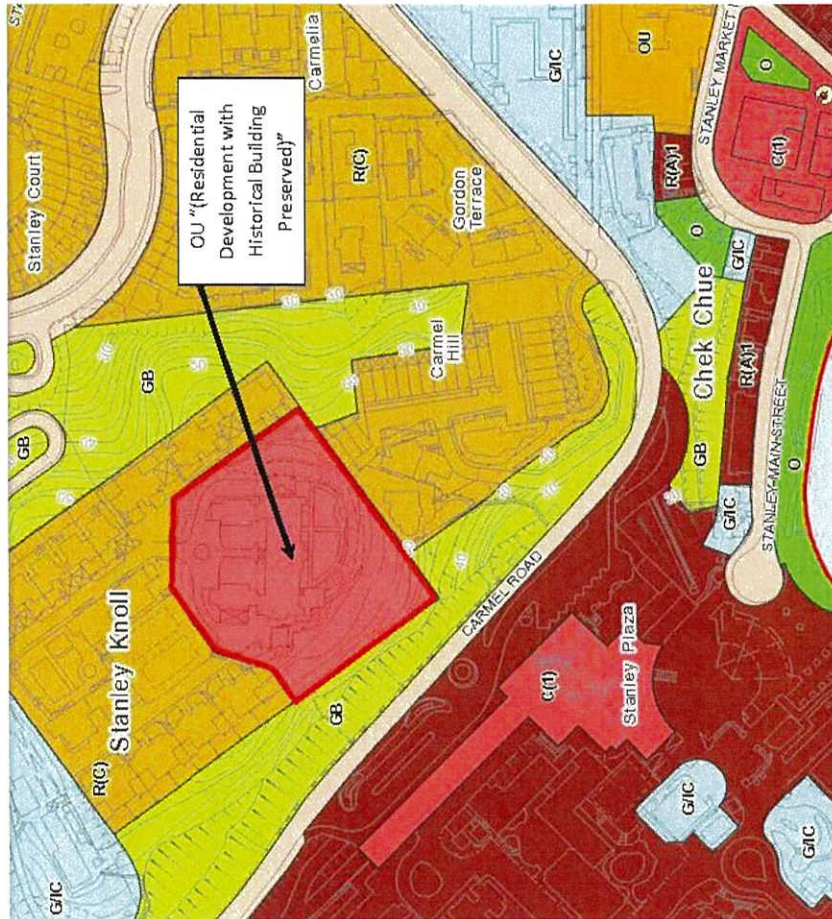 Stanley Court
Carmelia
OU "(Residential
Development with
Historical Building
Preserved)"
R(C)
Gordon
Terrace
G/IC
OU
STANLEY MARKET
O
C(1)
R(A)1
O
G/IC
GB
GB
GB
Carmel
Hill
Stanley Knoll
R(C)
G/IC
GB
40
CARMEL ROAD
Chek Chue
GB
R(A)1
G/IC
STANLEY MAIN STREET
O
C(1)
Stanley Plaza
G/IC
G/IC